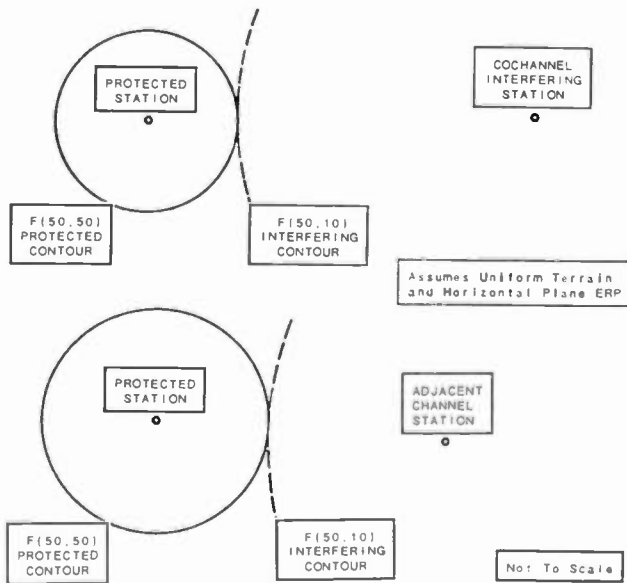 PROTECTED
STATION
COCHANNEL
INTERFERING
STATION
F(50,50)
PROTECTED
CONTOUR
F(50,10)
INTERFERING
CONTOUR
Assumes Uniform Terrain
and Horizontal Plane ERP
PROTECTED
STATION
ADJACENT
CHANNEL
STATION
F(50,50)
PROTECTED
CONTOUR
F(50,10)
INTERFERING
CONTOUR
Not To Scale